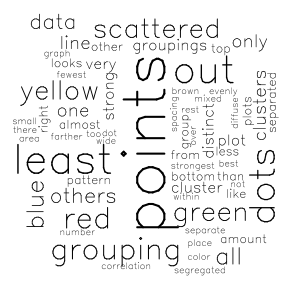 data
scattered
line
other
groupings
top
only
graph
looks
very
fewest
strong
points
out
clusters
separated
yellow
brown
evenly
mixed
spacing
rest
over
groups
distinct
diffuse
plots
small
there's
area
right
one
almost
farther
too
dot
wide
plot
less
least
from
strongest
best
bottom
than
pattern
cluster
not
like
within
dots
blue
others
red
green
number
separate
grouping
place
amount
color
all
correlation
segregated